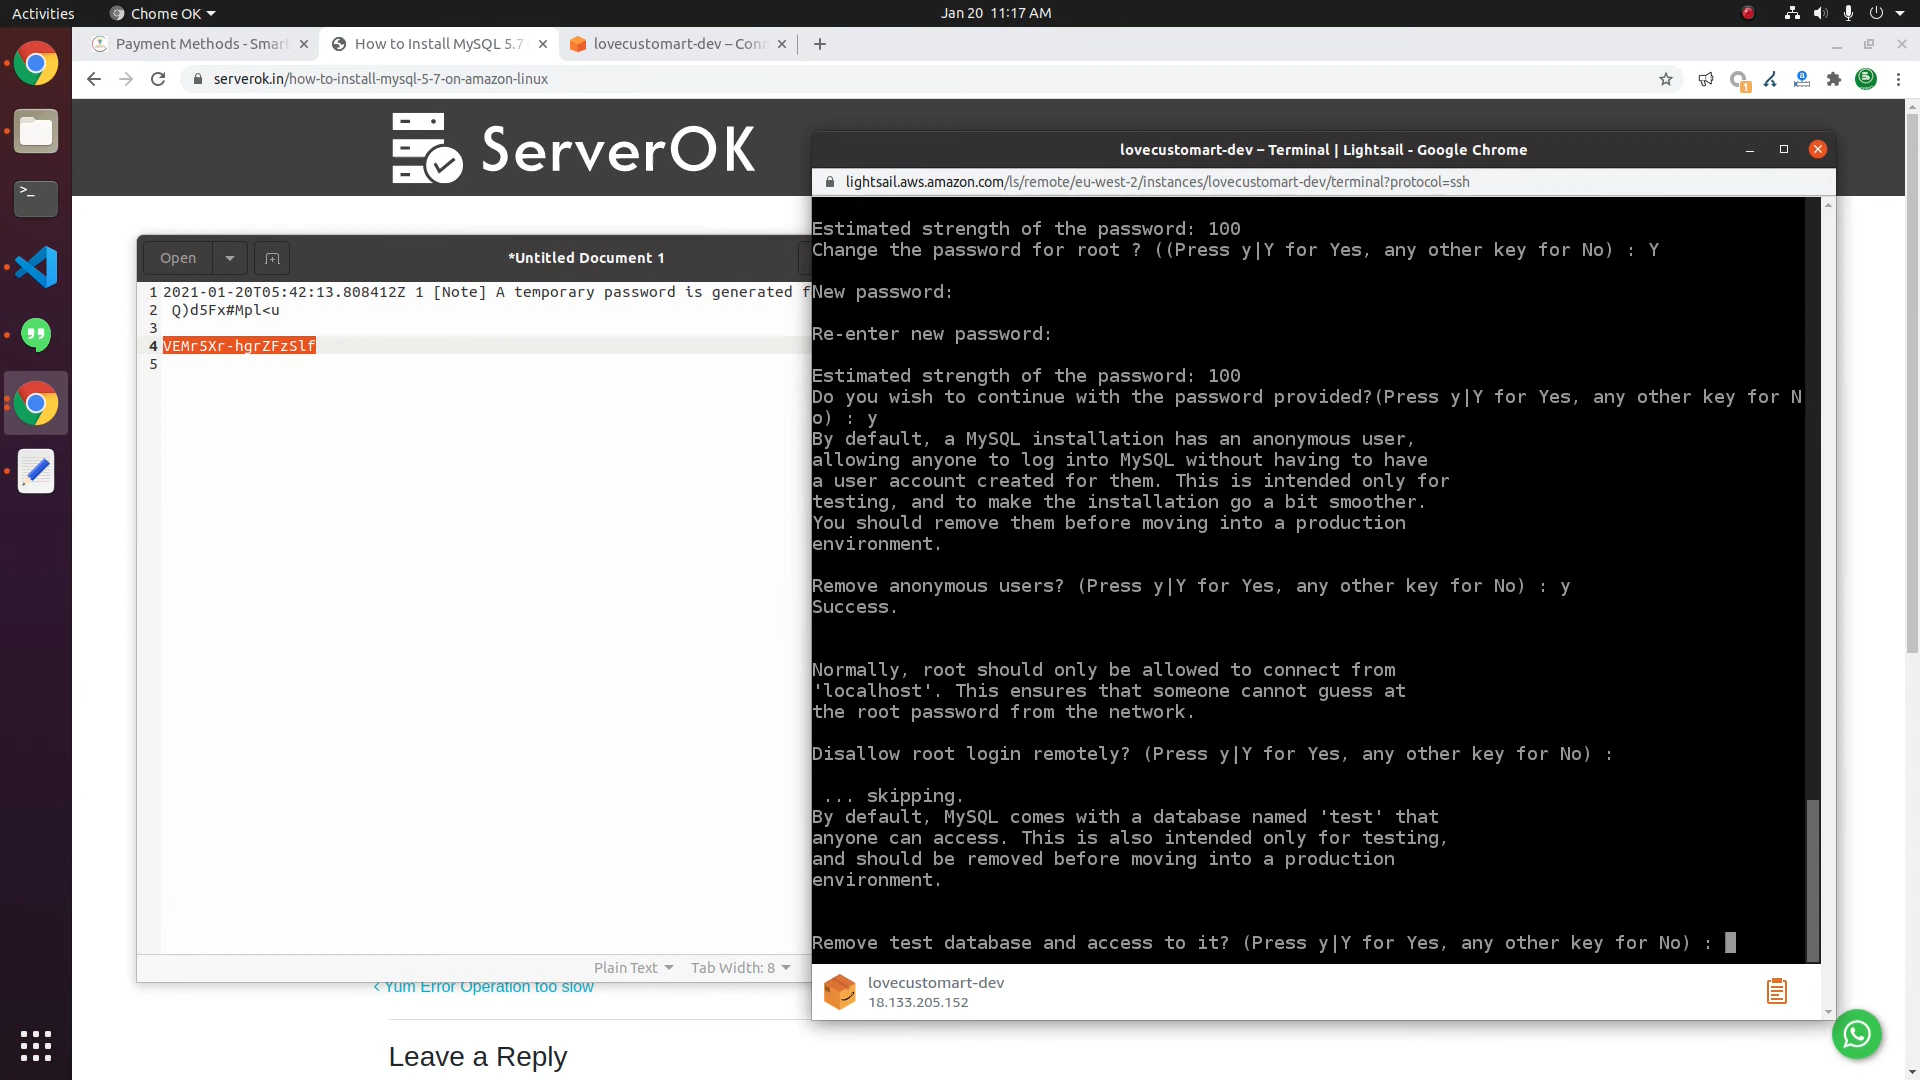 Activities
Chome OK
Jan 20 11:17 AM
Payment Methods - Smar
How to Install MySQL 5.7
lovecustomart-dev – Con
serverok.in/how-to-install-mysql-5-7-on-amazon-linux
1
ServerOK
lovecustomart-dev – Terminal | Lightsail - Google Chrome
lightsail.aws.amazon.com/ls/remote/eu-west-2/instances/lovecustomart-dev/terminal?protocol=ssh
Open
*Untitled Document 1
1 2021-01-20T05:42:13.808412Z 1 [Note] A temporary password is generated f
2 Q)d5Fx#Mpl<u
3
4 VEMr5Xr-hgrZFzSlf
5
Plain Text
Tab Width: 8
Estimated strength of the password: 100
Change the password for root ? ((Press y|Y for Yes, any other key for No) : Y
New password:
Re-enter new password:
Estimated strength of the password: 100
Do you wish to continue with the password provided?(Press y|Y for Yes, any other key for N
o) : y
By default, a MySQL installation has an anonymous user,
allowing anyone to log into MySQL without having to have
a user account created for them. This is intended only for
testing, and to make the installation go a bit smoother.
You should remove them before moving into a production
environment.
Remove anonymous users? (Press y|Y for Yes, any other key for No) : y
Success.
Normally, root should only be allowed to connect from
'localhost'. This ensures that someone cannot guess at
the root password from the network.
Disallow root login remotely? (Press y|Y for Yes, any other key for No) :
... skipping.
By default, MySQL comes with a database named 'test' that
anyone can access. This is also intended only for testing,
and should be removed before moving into a production
environment.
Remove test database and access to it? (Press y|Y for Yes, any other key for No) :
lovecustomart-dev
18.133.205.152
‹ Yum Error Operation too slow
Leave a Reply